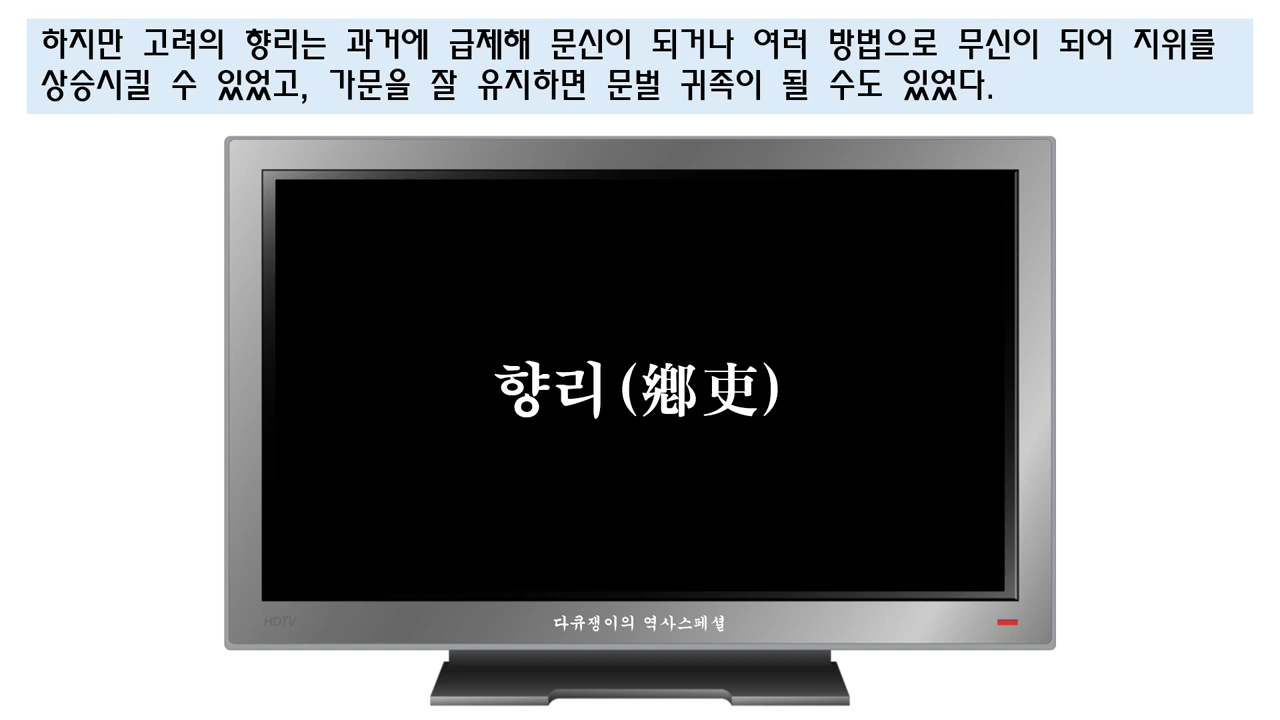 하지만 고려의 향리는 과거에 급제해 문신이 되거나 여러 방법으로 무신이 되어 지위를
상승시킬 수 있었고, 가문을 잘 유지하면 문벌 귀족이 될 수도 있었다.
향리(鄕吏)
HDTV
다큐쟁이의 역사스페셜